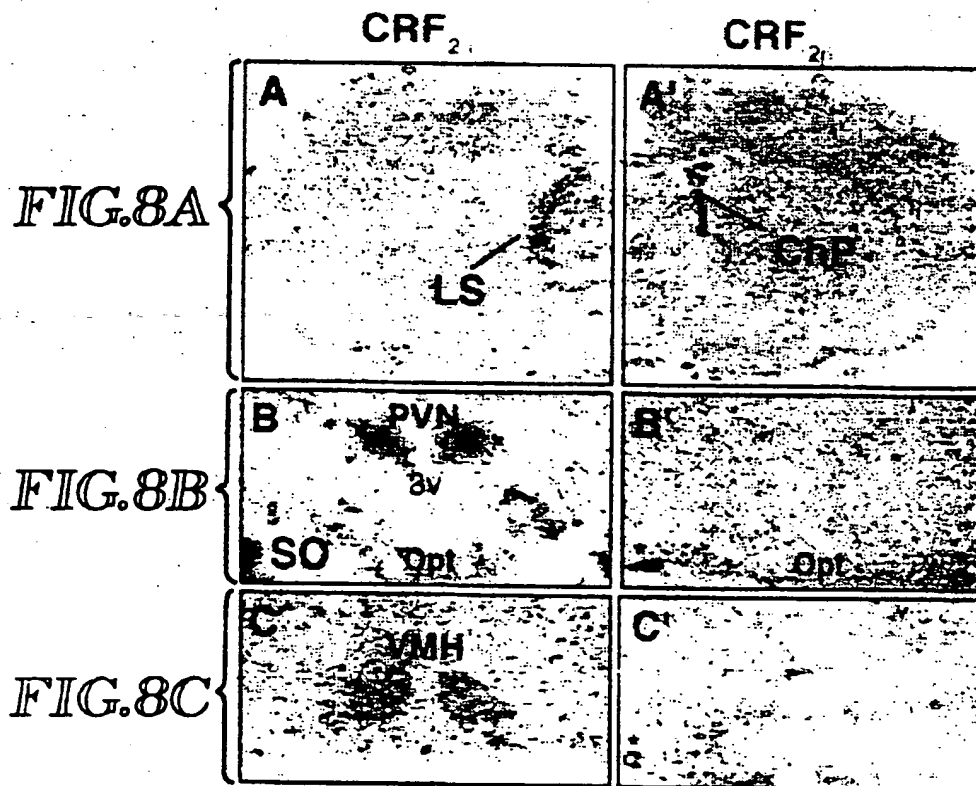 CRF2 CRF2
FIG.8A
A A'
LS ChP
FIG.8B
B PVN B'
3v
SO Opt Opt
FIG.8C
C VMH C'